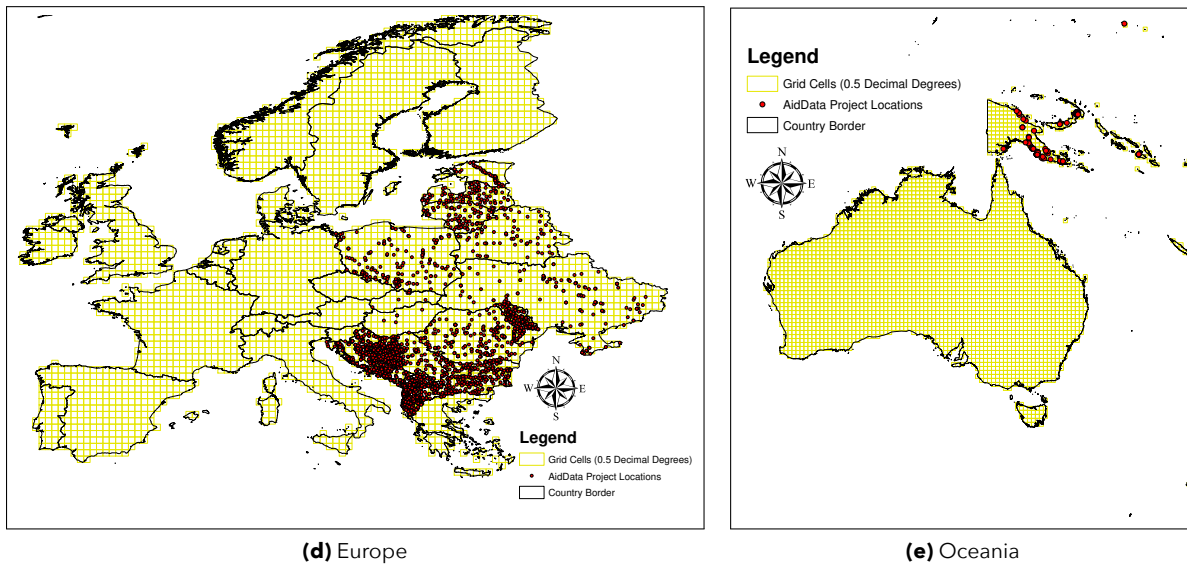 N
W
E
S
Legend
Grid Cells (0.5 Decimal Degrees)
AidData Project Locations
Country Border
(d) Europe
Legend
Grid Cells (0.5 Decimal Degrees)
AidData Project Locations
Country Border
N
W
E
S
(e) Oceania